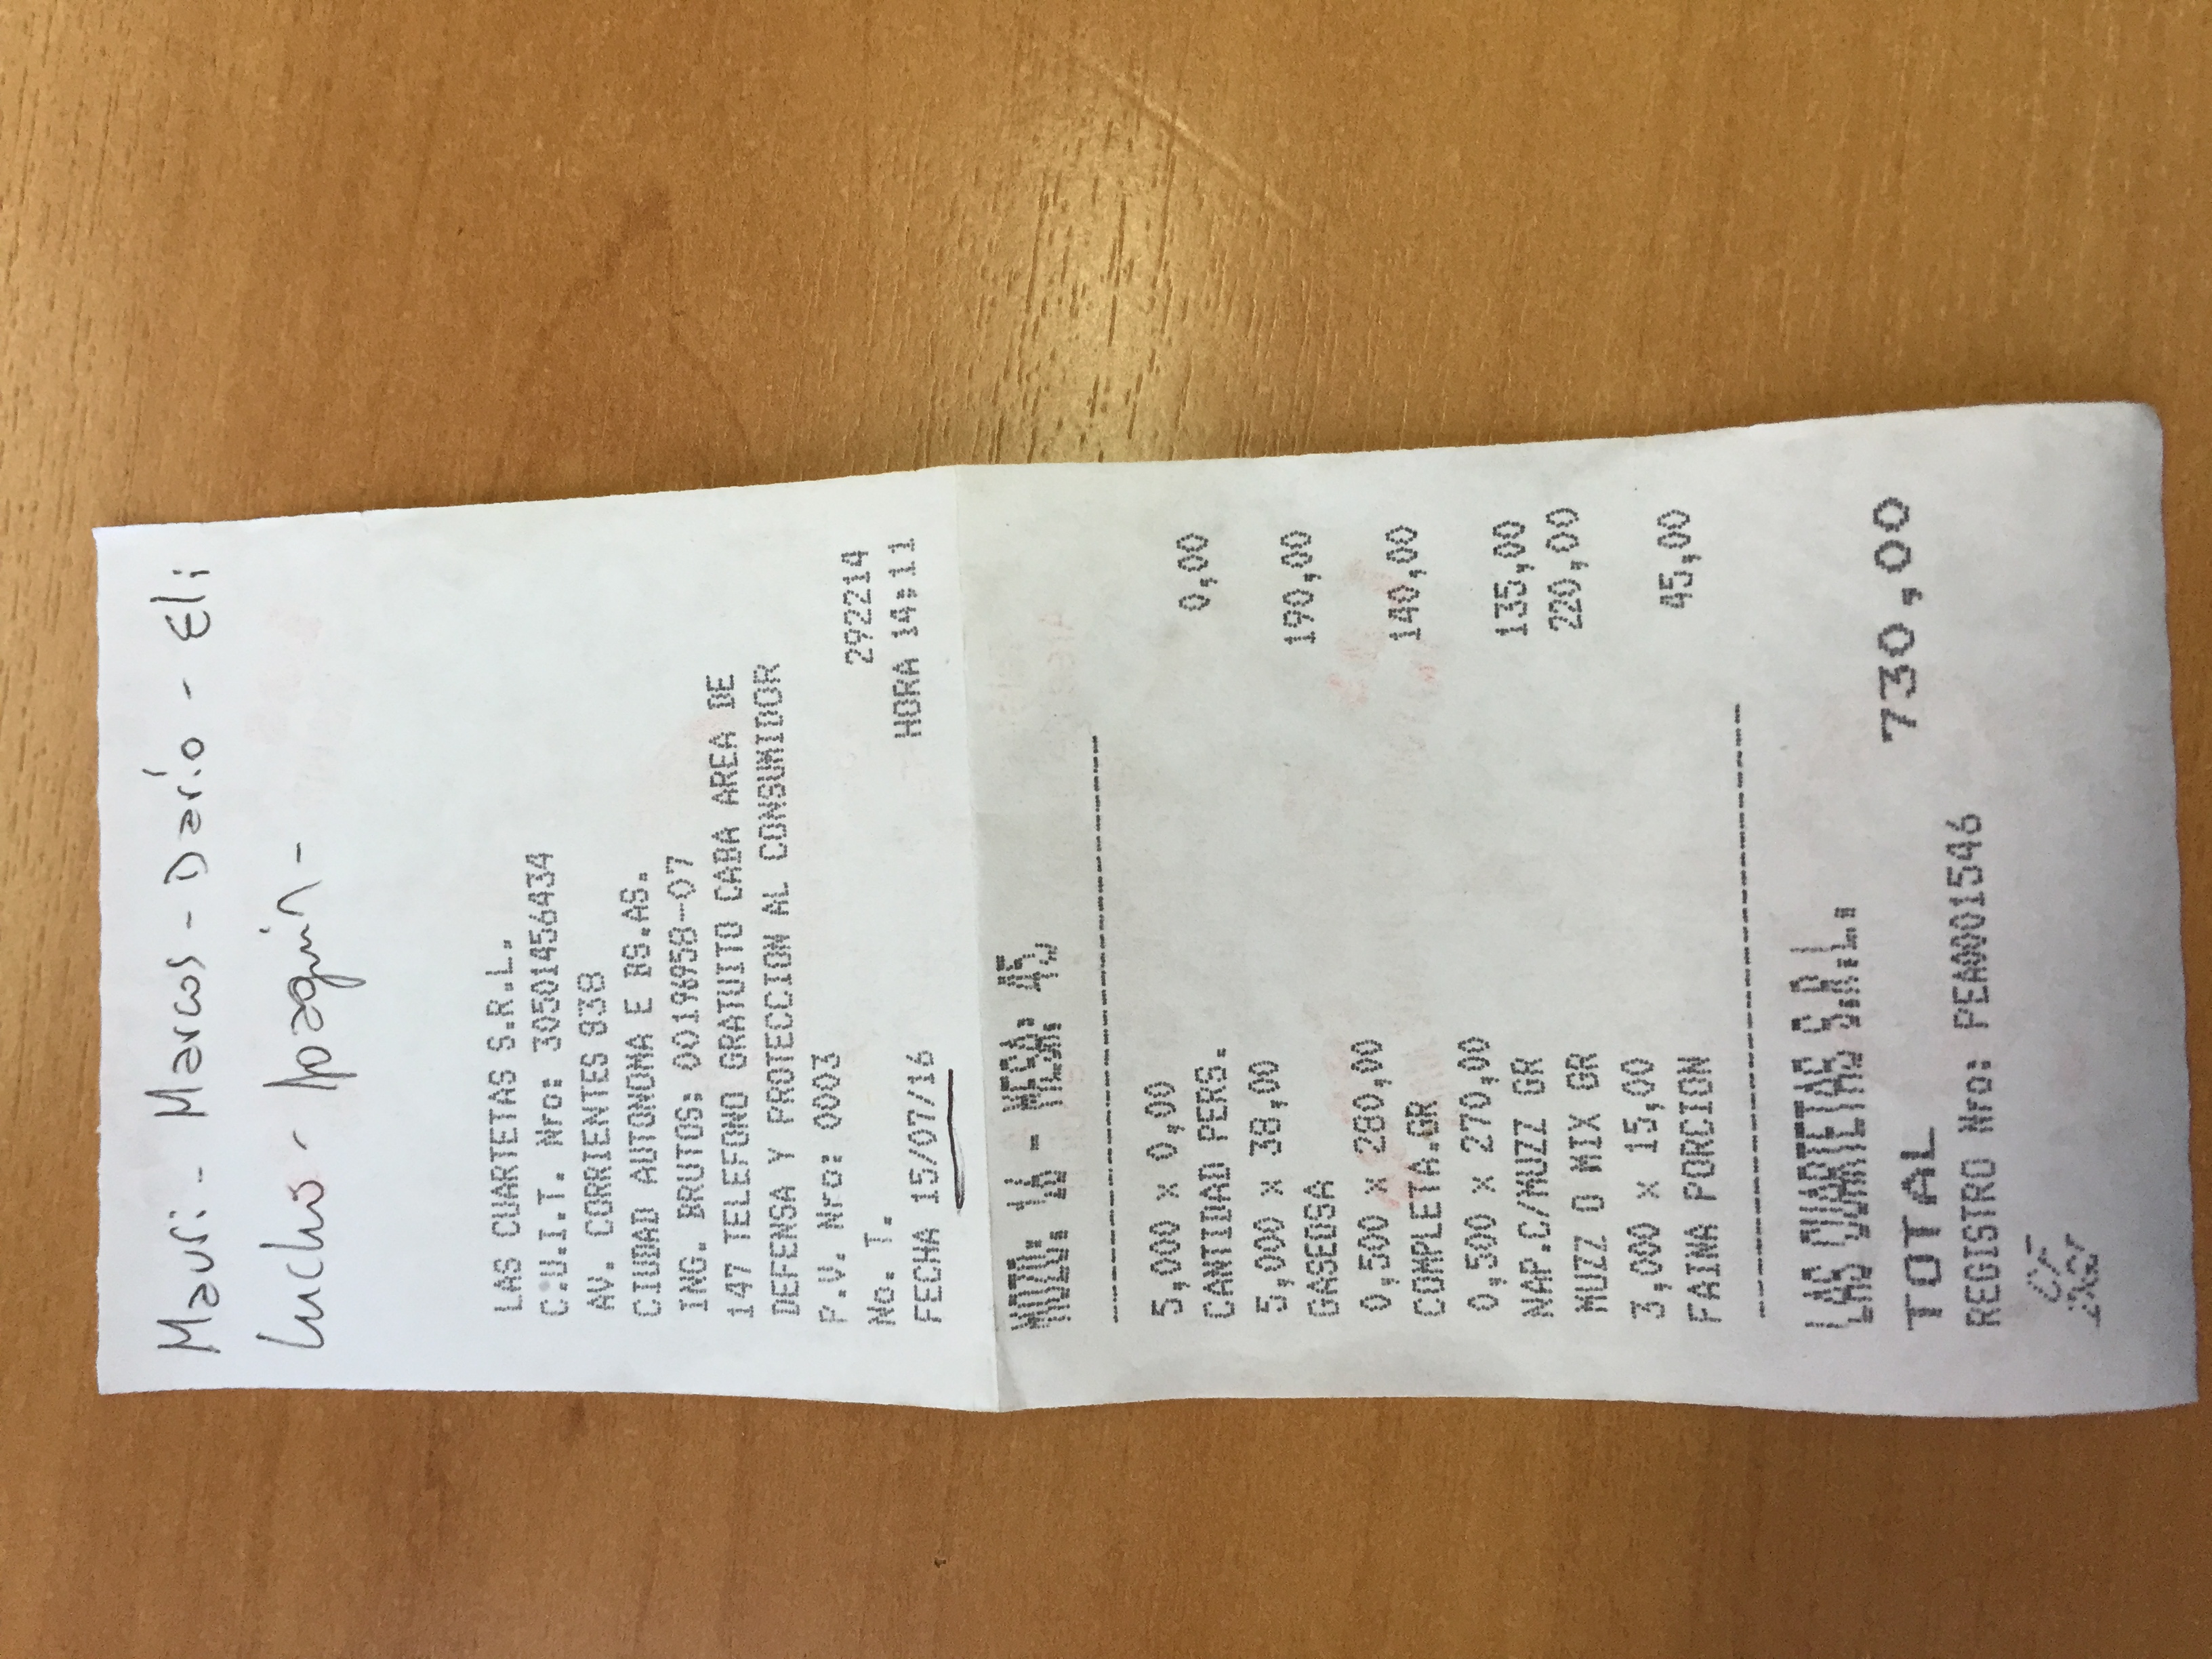 Mauri - Marcos - Darío - Eli
Lucho - Joaquin -
LAS CUARTETAS S.R.L.
C.U.I.T. Nro: 30501456434
AV. CORRIENTES 838
CIUDAD AUTONOMA E BS.AS.
ING. BRUTOS: 00196958-07
147 TELEFONO GRATUITO CABA AREA DE
DEFENSA Y PROTECCION AL CONSUMIDOR
P.V. Nro: 0003
No. T. 292214
FECHA 15/07/16 HORA 14:11
MOZO: 16 - MESA: 45
5,000 x 0,00
CANTIDAD PERS. 0,00
5,000 x 38,00
GASEOSA 190,00
0,500 x 280,00
COMPLETA.GR 140,00
0,500 x 270,00
NAP.C/MUZZ GR 135,00
MUZZ O MIX GR 220,00
3,000 x 15,00
FAINA PORCION 45,00
LAS CUARTETAS S.R.L.
TOTAL 730,00
REGISTRO Nro: PEA0001546
CF